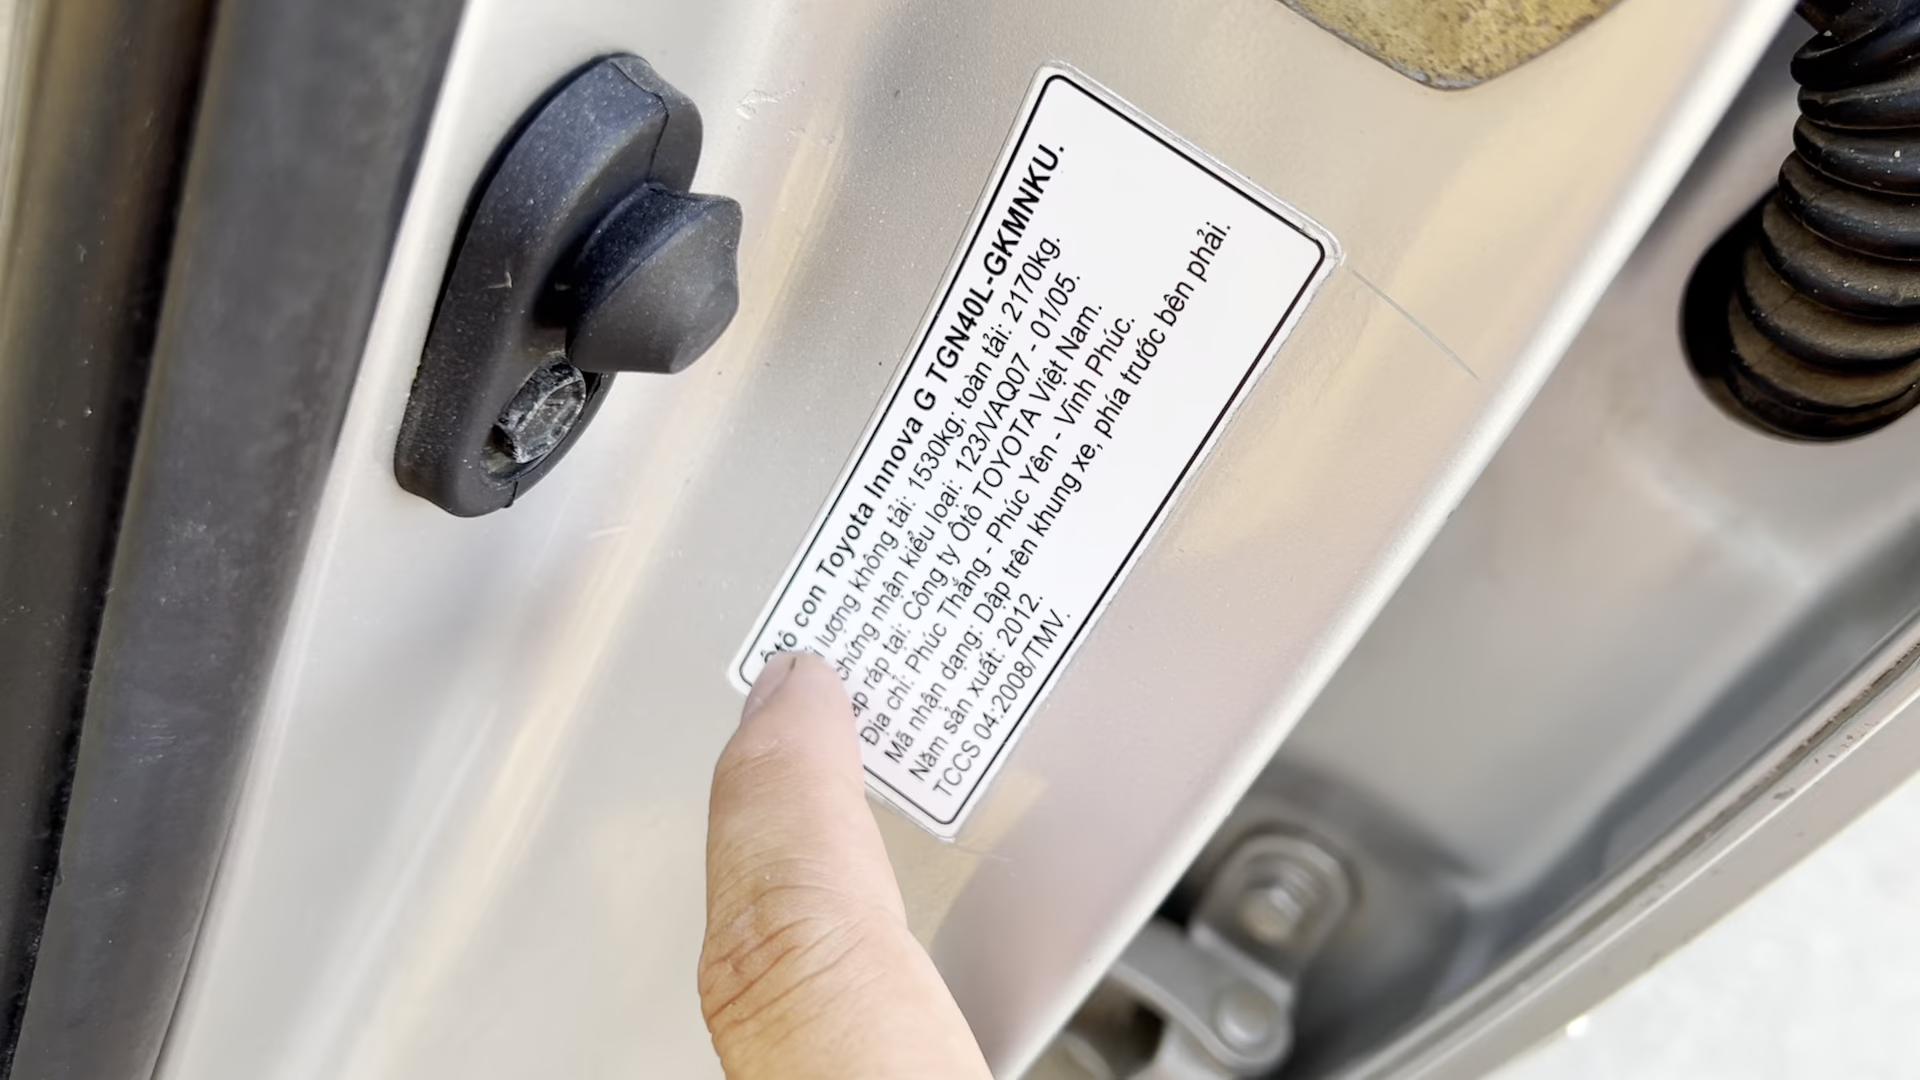 Ôtô con Toyota Innova G TGN40L-GKMNKU.
lượng không tải: 1530kg; toàn tải: 2170kg.
chứng nhận kiểu loại: 123/VAQ07 - 01/05.
ráp tại: Công ty Ôtô TOYOTA Việt Nam.
Địa chỉ: Phúc Thắng - Phúc Yên - Vĩnh Phúc.
Mã nhận dạng: Dập trên khung xe, phía trước bên phải.
Năm sản xuất: 2012.
TCCS 04:2008/TMV.